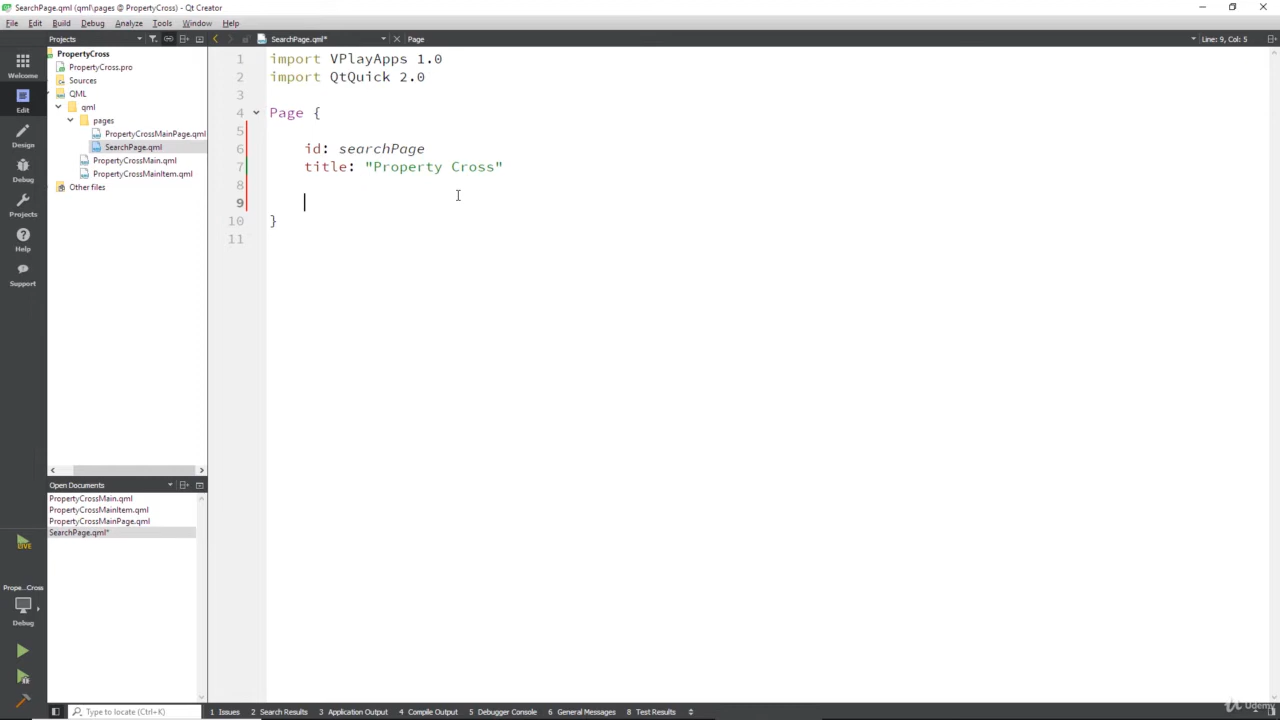 SearchPage.qml (qml\pages @ PropertyCross) - Qt Creator
File Edit Build Debug Analyze Tools Window Help
Projects
SearchPage.qml*
Page
Line: 9, Col: 5
Welcome
Edit
Design
Debug
Projects
Help
Support
PropertyCross
PropertyCross.pro
Sources
QML
qml
pages
PropertyCrossMainPage.qml
SearchPage.qml
PropertyCrossMain.qml
PropertyCrossMainItem.qml
Other files
1 import VPlayApps 1.0
2 import QtQuick 2.0
3
4 Page {
5
6 id: searchPage
7 title: "Property Cross"
8
9
10 }
11
Open Documents
PropertyCrossMain.qml
PropertyCrossMainItem.qml
PropertyCrossMainPage.qml
SearchPage.qml*
LIVE
Prope...Cross
Debug
Type to locate (Ctrl+K)
1 Issues 2 Search Results 3 Application Output 4 Compile Output 5 Debugger Console 6 General Messages 8 Test Results
Udemy